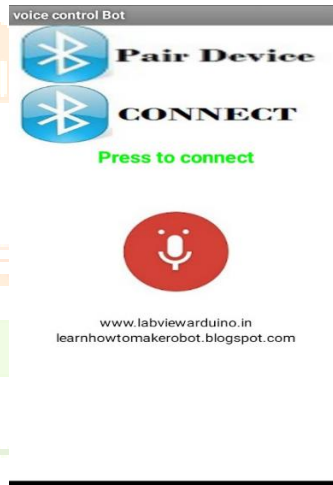 voice control Bot
Pair Device
CONNECT
Press to connect
www.labviewarduino.in
learnhowtomakerobot.blogspot.com